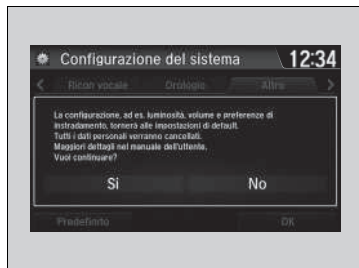 Configurazione del sistema 12:34
Ricon vocale Orologio Altro
La configurazione, ad es. luminosità, volume e preferenze di
instradamento, tornerà alle impostazioni di default.
Tutti i dati personali verranno cancellati.
Maggiori dettagli nel manuale dell'utente.
Vuoi continuare?
Si No
Predefinito OK